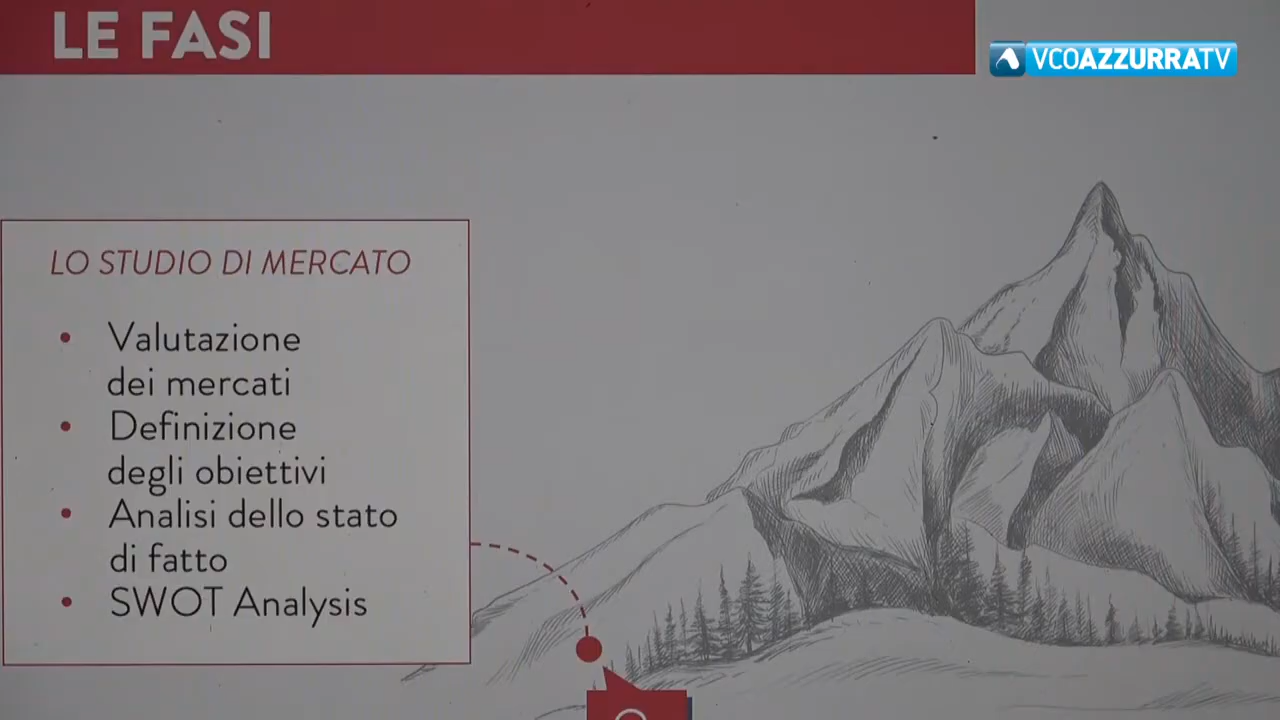 LE FASI
VCOAZZURRATV
LO STUDIO DI MERCATO
• Valutazione
dei mercati
• Definizione
degli obiettivi
• Analisi dello stato
di fatto
• SWOT Analysis